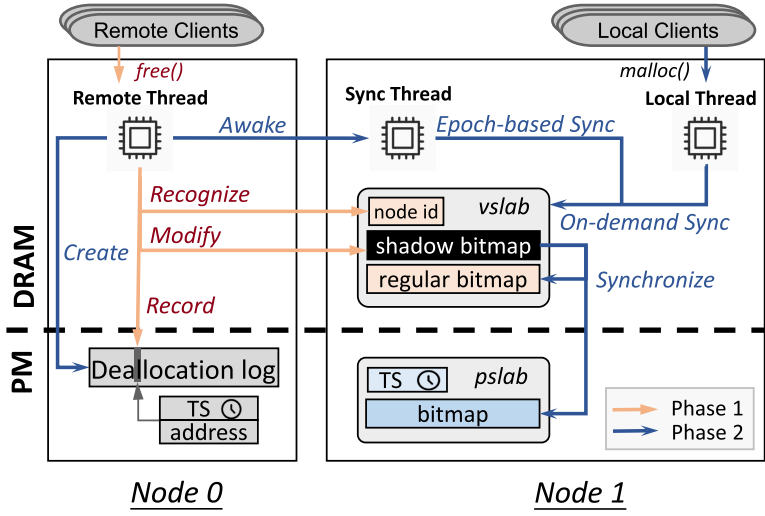 Remote Clients
Local Clients
free()
malloc()
Remote Thread
Sync Thread
Local Thread
Awake
Epoch-based Sync
Recognize
node id
vslab
On-demand Sync
Modify
shadow bitmap
Create
regular bitmap
Synchronize
Record
DRAM
PM
Deallocation log
TS
address
TS
pslab
bitmap
Phase 1
Phase 2
Node 0
Node 1